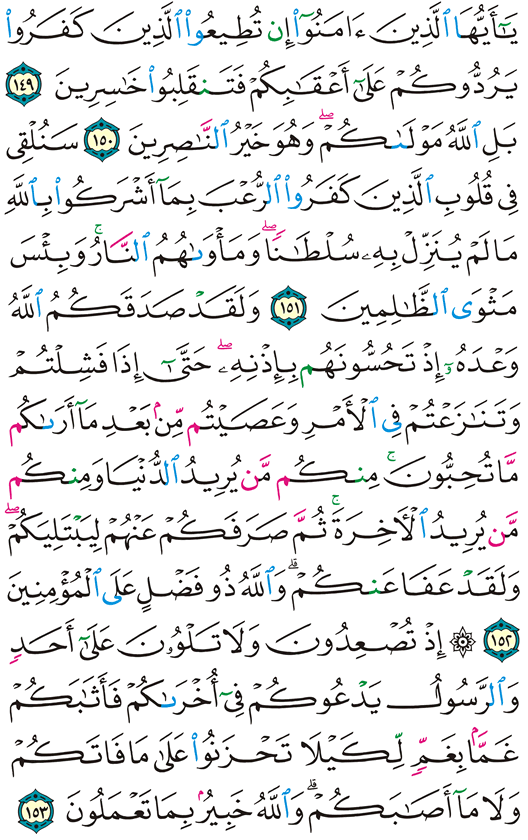 يَـٰٓأَيُّهَا ٱلَّذِينَ ءَامَنُوٓا۟ إِن تُطِيعُوا۟ ٱلَّذِينَ كَفَرُوا۟
يَرُدُّوكُمْ عَلَىٰٓ أَعْقَـٰبِكُمْ فَتَنقَلِبُوا۟ خَـٰسِرِينَ ١٤٩
بَلِ ٱللَّهُ مَوْلَىٰكُمْ ۖ وَهُوَ خَيْرُ ٱلنَّـٰصِرِينَ ١٥٠ سَنُلْقِى
فِى قُلُوبِ ٱلَّذِينَ كَفَرُوا۟ ٱلرُّعْبَ بِمَآ أَشْرَكُوا۟ بِٱللَّهِ
مَا لَمْ يُنَزِّلْ بِهِۦ سُلْطَـٰنًا ۖ وَمَأْوَىٰهُمُ ٱلنَّارُ ۚ وَبِئْسَ
مَثْوَى ٱلظَّـٰلِمِينَ ١٥١ وَلَقَدْ صَدَقَكُمُ ٱللَّهُ
وَعْدَهُۥٓ إِذْ تَحُسُّونَهُم بِإِذْنِهِۦ ۖ حَتَّىٰٓ إِذَا فَشِلْتُمْ
وَتَنَـٰزَعْتُمْ فِى ٱلْأَمْرِ وَعَصَيْتُم مِّنۢ بَعْدِ مَآ أَرَىٰكُم
مَّا تُحِبُّونَ ۚ مِنكُم مَّن يُرِيدُ ٱلدُّنْيَا وَمِنكُم
مَّن يُرِيدُ ٱلْـَٔاخِرَةَ ۚ ثُمَّ صَرَفَكُمْ عَنْهُمْ لِيَبْتَلِيَكُمْ ۖ
وَلَقَدْ عَفَا عَنكُمْ ۗ وَٱللَّهُ ذُو فَضْلٍ عَلَى ٱلْمُؤْمِنِينَ
١٥٢ ۞ إِذْ تُصْعِدُونَ وَلَا تَلْوُۥنَ عَلَىٰٓ أَحَدٍ
وَٱلرَّسُولُ يَدْعُوكُمْ فِىٓ أُخْرَىٰكُمْ فَأَثَـٰبَكُمْ
غَمًّۢا بِغَمٍّ لِّكَيْلَا تَحْزَنُوا۟ عَلَىٰ مَا فَاتَكُمْ
وَلَا مَآ أَصَـٰبَكُمْ ۗ وَٱللَّهُ خَبِيرٌۢ بِمَا تَعْمَلُونَ ١٥٣